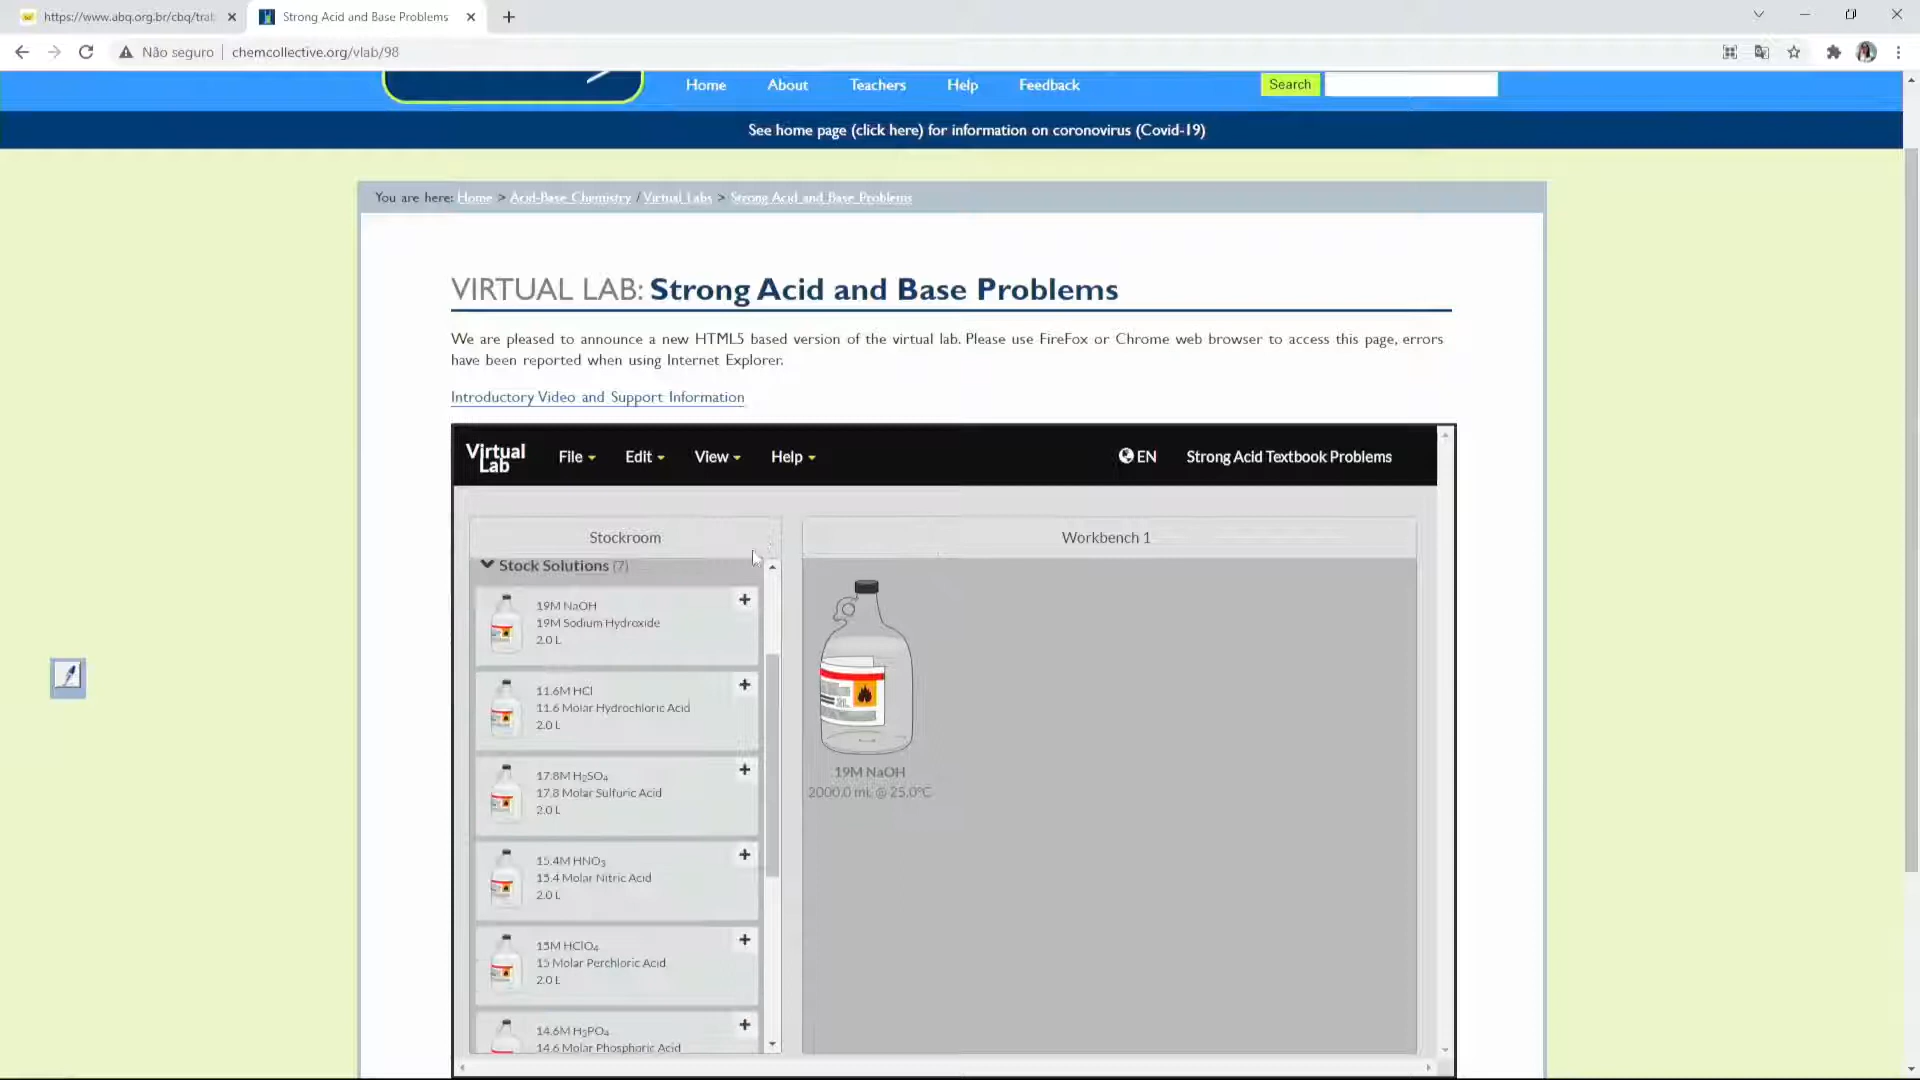 https://www.abq.org.br/cbq/trab
Strong Acid and Base Problems
Não seguro
chemcollective.org/vlab/98
Home
About
Teachers
Help
Feedback
Search
See home page (click here) for information on coronovirus (Covid-19)
You are here: Home > Acid-Base Chemistry / Virtual Labs > Strong Acid and Base Problems
VIRTUAL LAB: Strong Acid and Base Problems
We are pleased to announce a new HTML5 based version of the virtual lab. Please use FireFox or Chrome web browser to access this page, errors
have been reported when using Internet Explorer.
Introductory Video and Support Information
Virtual
Lab
File
Edit
View
Help
EN
Strong Acid Textbook Problems
Stockroom
Workbench 1
Stock Solutions (7)
19M NaOH
19M Sodium Hydroxide
2.0 L
11.6M HCl
11.6 Molar Hydrochloric Acid
2.0 L
17.8M H₂SO₄
17.8 Molar Sulfuric Acid
2.0 L
15.4M HNO₃
15.4 Molar Nitric Acid
2.0 L
15M HClO₄
15 Molar Perchloric Acid
2.0 L
14.6M H₃PO₄
14.6 Molar Phosphoric Acid
19M NaOH
2000.0 mL @ 25.0°C